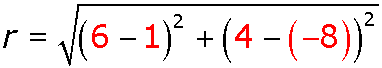 r = √((6 − 1)² + (4 − (−8))²)